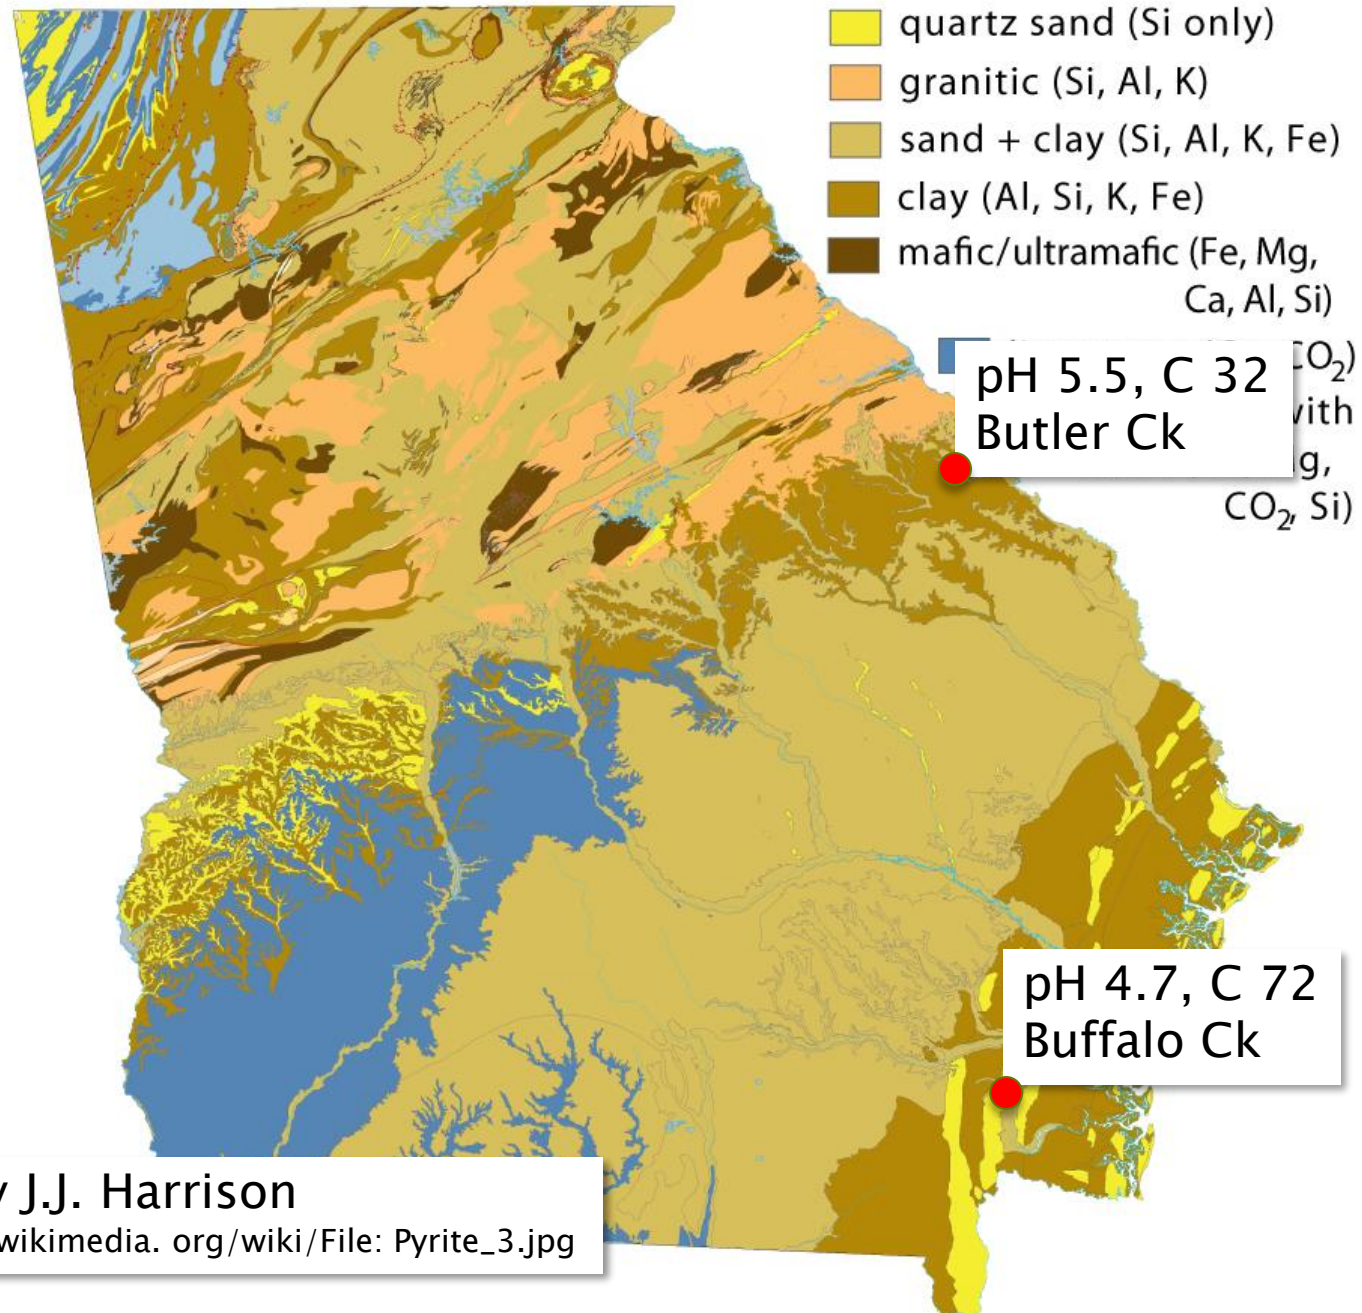 quartz sand (Si only)
granitic (Si, Al, K)
sand + clay (Si, Al, K, Fe)
clay (Al, Si, K, Fe)
mafic/ultramafic (Fe, Mg,
Ca, Al, Si)
CO₂)
pH 5.5, C 32
Butler Ck
CO₂, Si)
pH 4.7, C 72
Buffalo Ck
J.J. Harrison
wikimedia. org/wiki/File: Pyrite_3.jpg